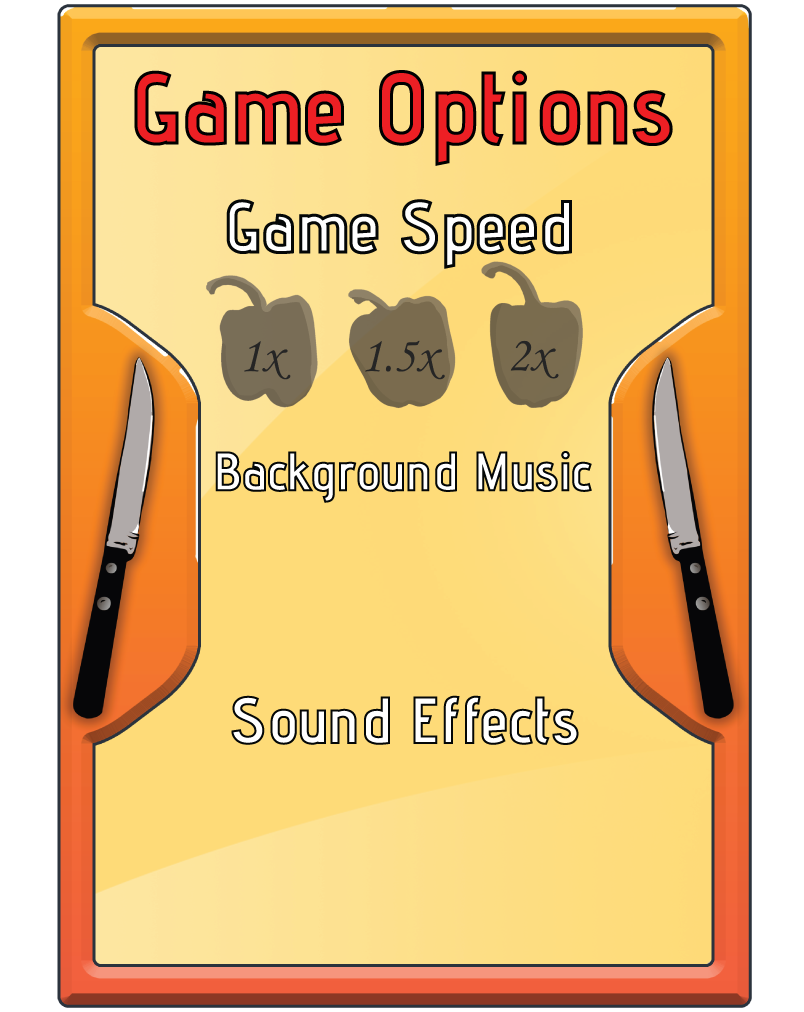 Game Options
Game Speed
1x 1.5x 2x
Background Music
Sound Effects